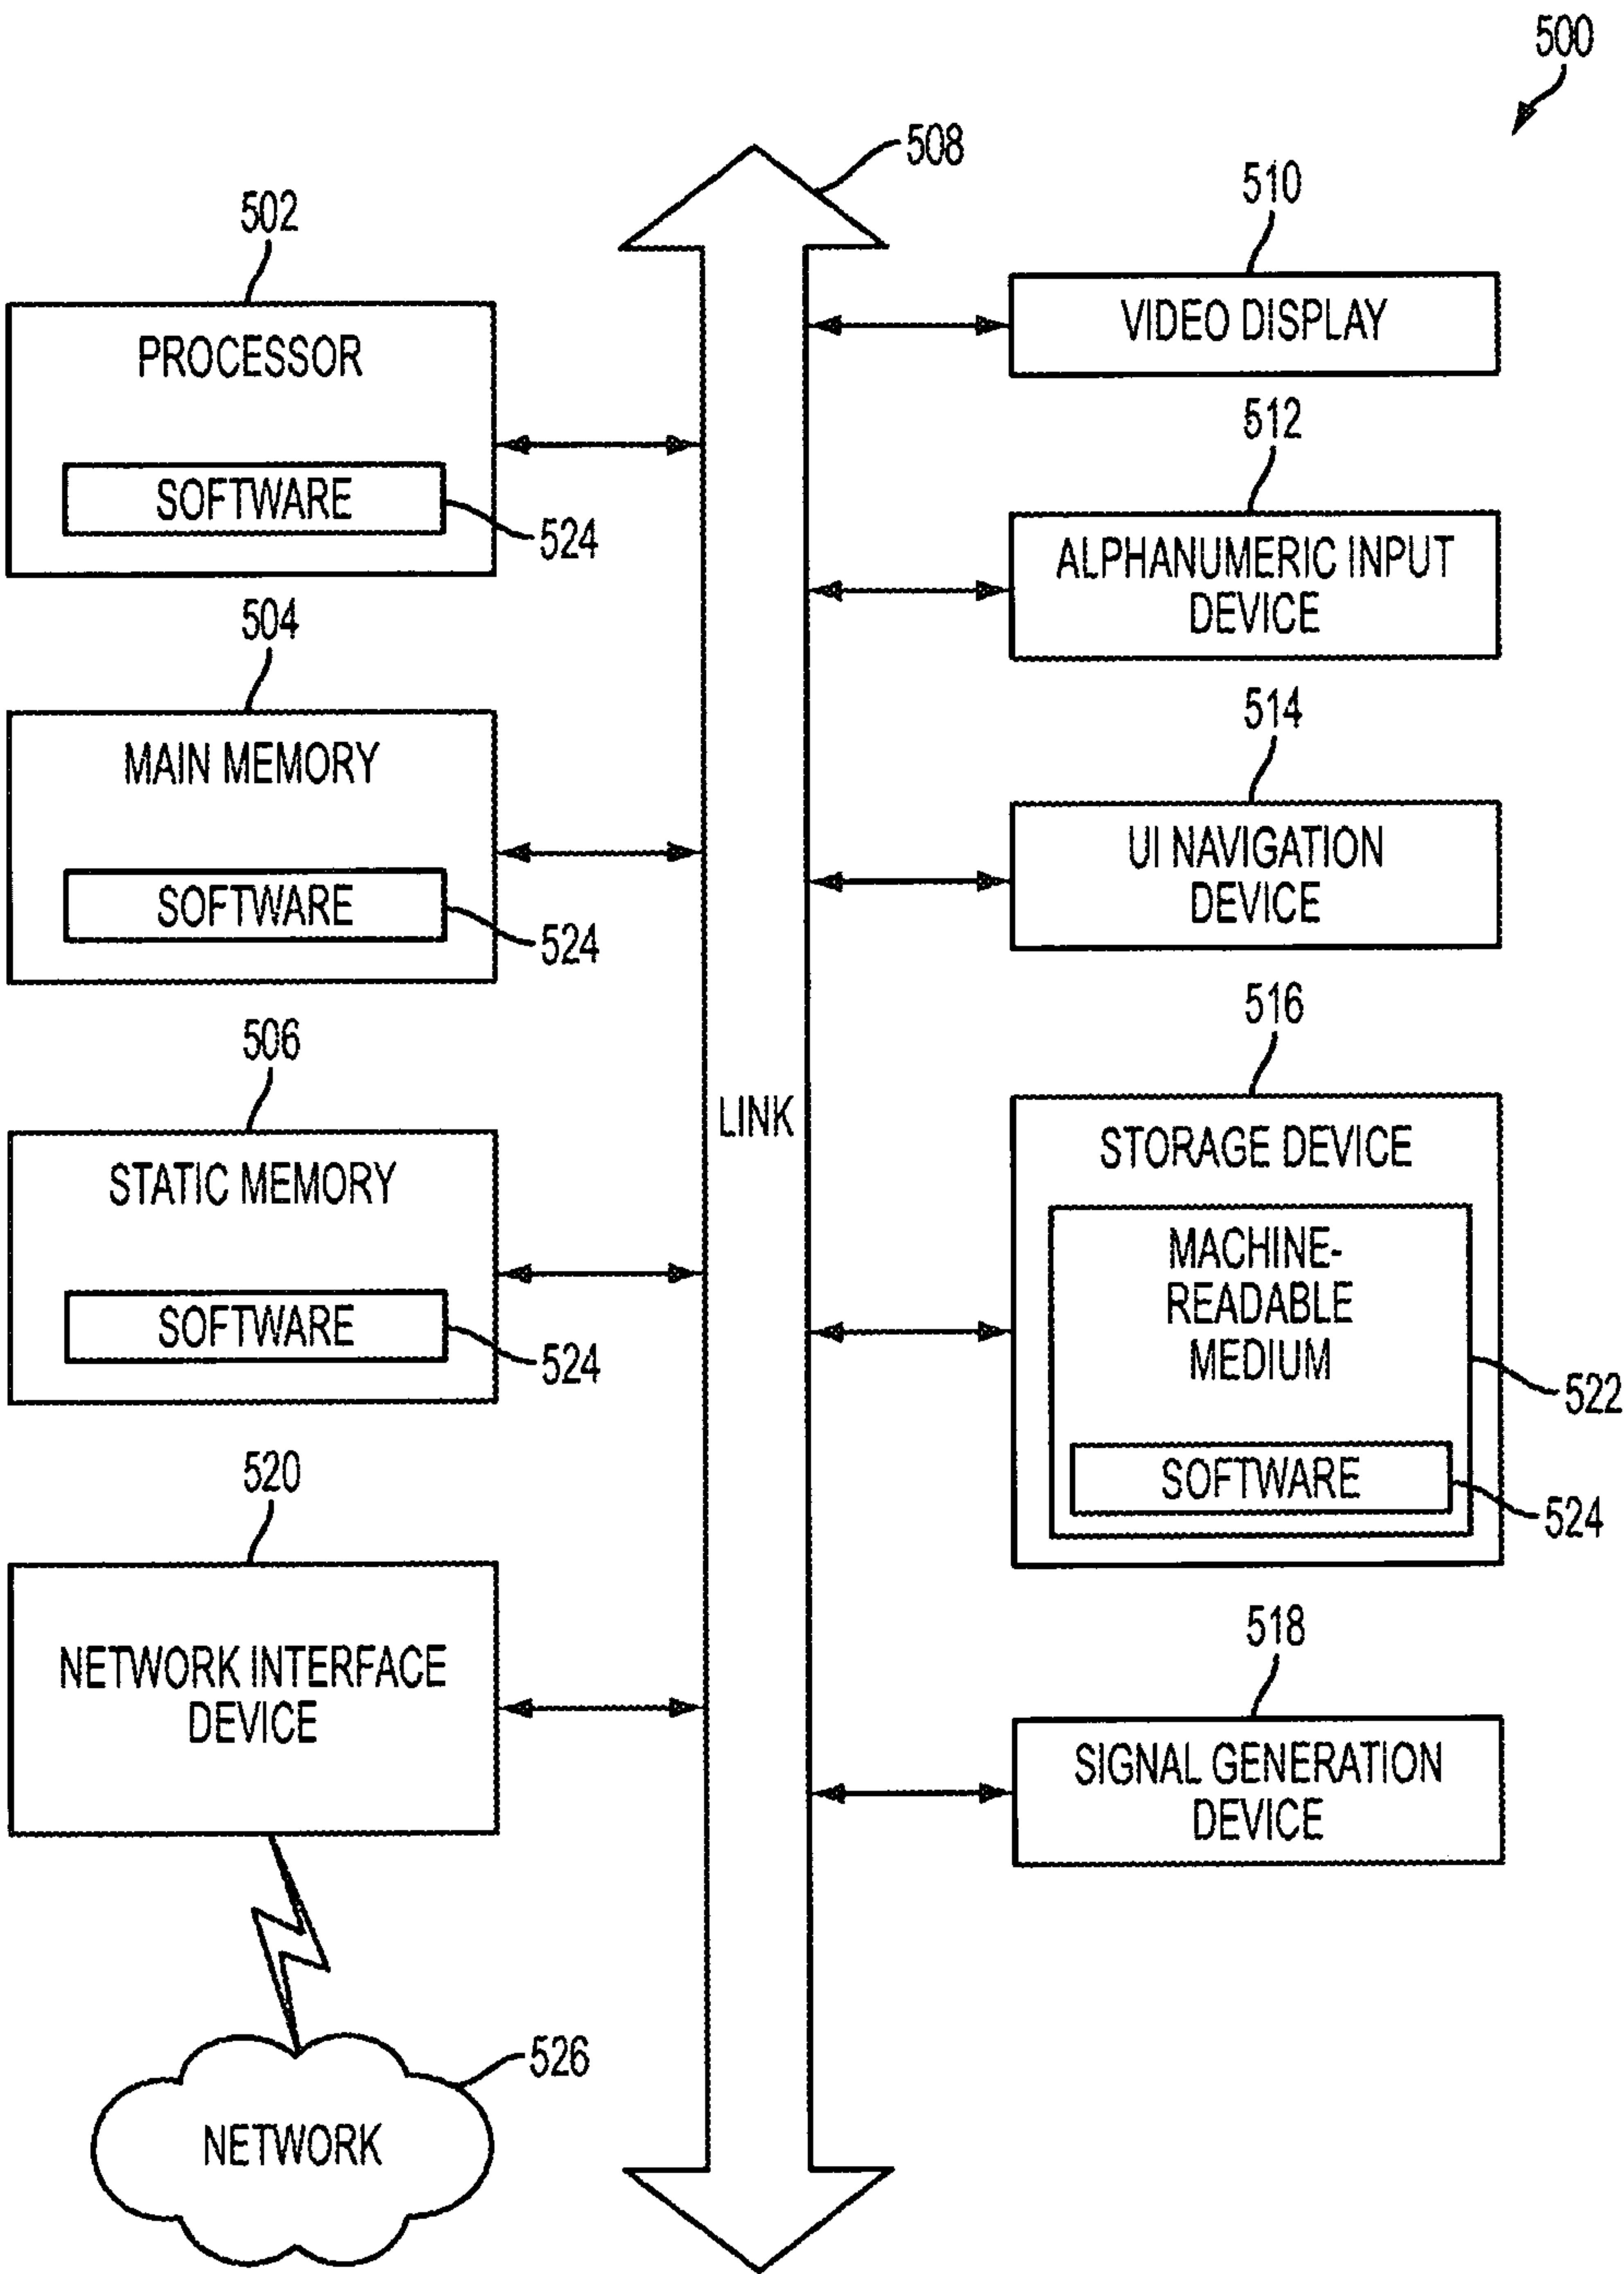 500
508
502
PROCESSOR
SOFTWARE
524
504
MAIN MEMORY
SOFTWARE
524
506
STATIC MEMORY
SOFTWARE
524
520
NETWORK INTERFACE
DEVICE
526
NETWORK
LINK
510
VIDEO DISPLAY
512
ALPHANUMERIC INPUT
DEVICE
514
UI NAVIGATION
DEVICE
516
STORAGE DEVICE
MACHINE-
READABLE
MEDIUM
522
SOFTWARE
524
518
SIGNAL GENERATION
DEVICE